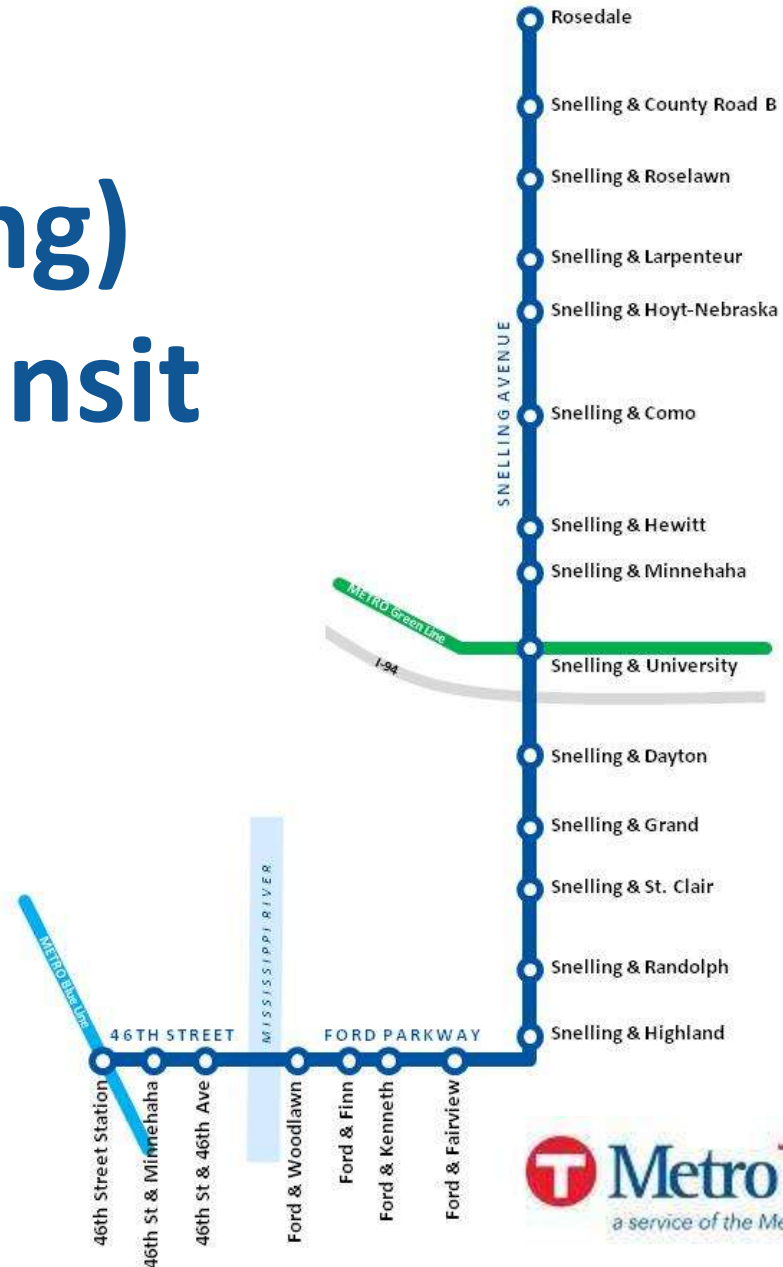 ng)
nsit
Rosedale
Snelling & County Road B
Snelling & Roselawn
Snelling & Larpenteur
Snelling & Hoyt-Nebraska
SNELLING AVENUE
Snelling & Como
Snelling & Hewitt
Snelling & Minnehaha
METRO Green Line
Snelling & University
I-94
Snelling & Dayton
Snelling & Grand
Snelling & St. Clair
Snelling & Randolph
Snelling & Highland
METRO Blue Line
46TH STREET
MISSISSIPPI RIVER
FORD PARKWAY
46th Street Station
46th St & Minnehaha
46th St & 46th Ave
Ford & Woodlawn
Ford & Finn
Ford & Kenneth
Ford & Fairview
T Metro
a service of the Me